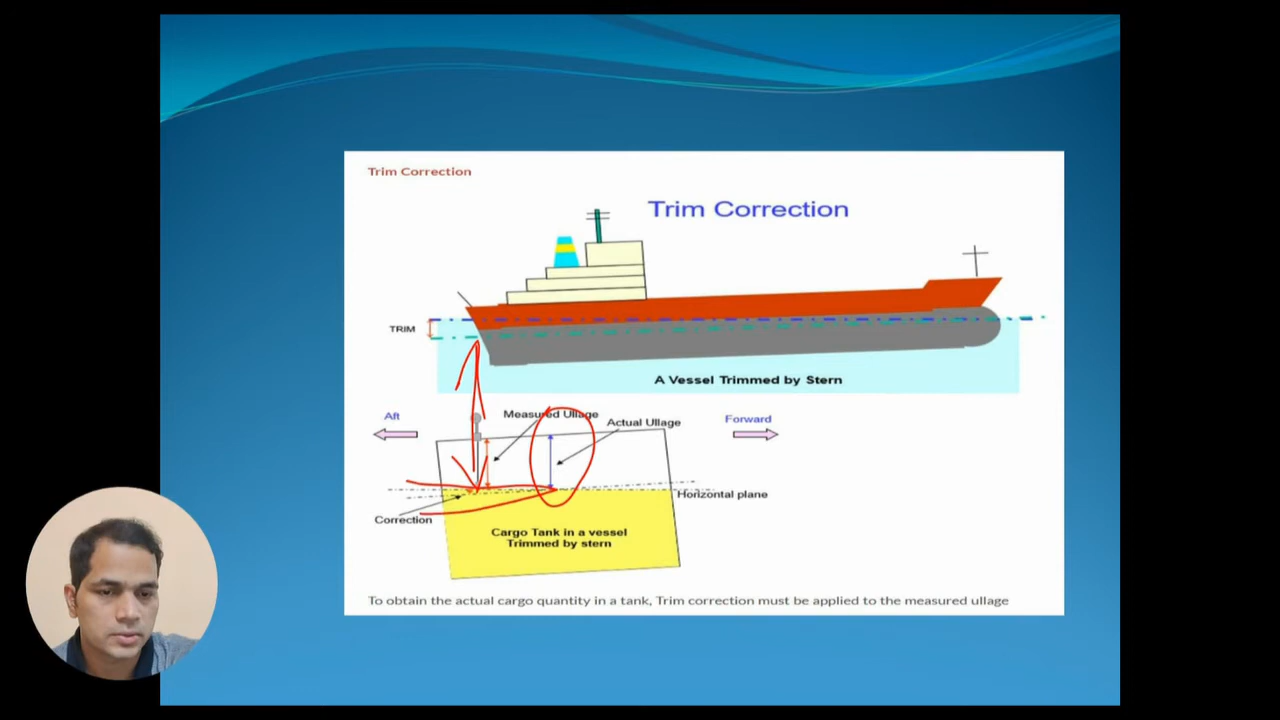 Trim Correction
Trim Correction
TRIM
A Vessel Trimmed by Stern
Aft
Measured Ullage
Actual Ullage
Forward
Horizontal plane
Correction
Cargo Tank in a vessel
Trimmed by stern
To obtain the actual cargo quantity in a tank, Trim correction must be applied to the measured ullage